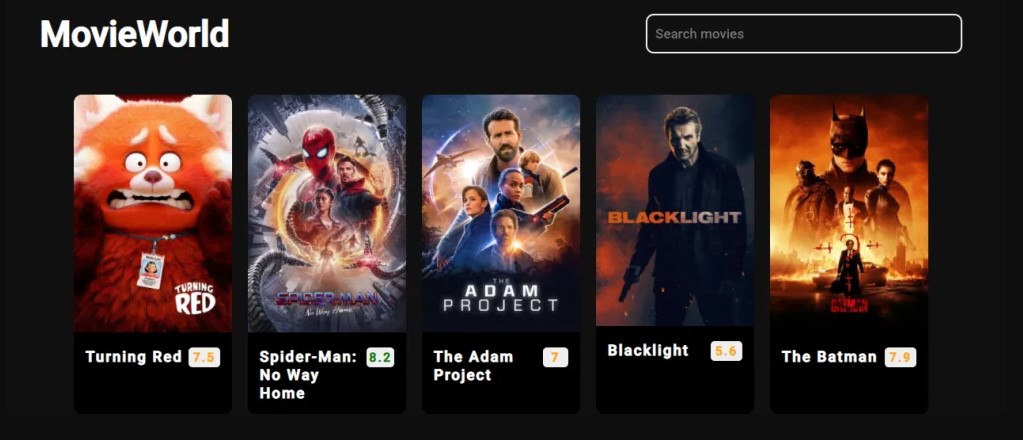 MovieWorld
Search movies
TURNING
RED
SPIDER-MAN
No Way Home
THE
ADAM
PROJECT
BLACKLIGHT
BATMAN
Turning Red 7.5
Spider-Man: 8.2
No Way
Home
The Adam 7
Project
Blacklight 5.6
The Batman 7.9